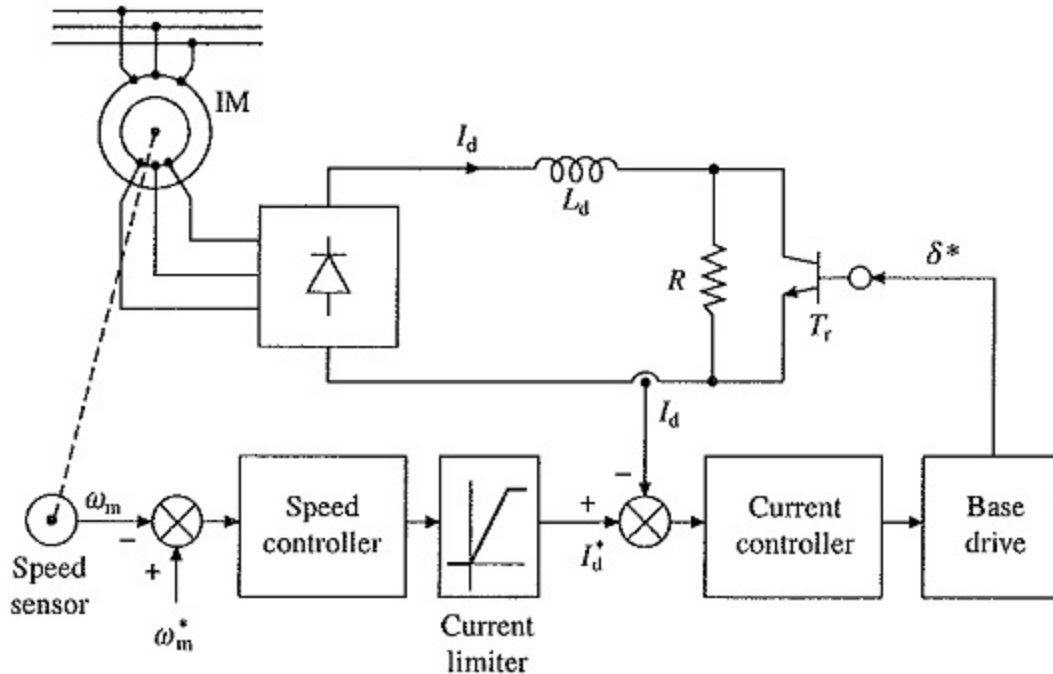 IM
I_d
L_d
R
δ*
T_r
I_d
ω_m
−
+
ω_m*
Speed
sensor
Speed
controller
Current
limiter
+
I_d*
−
Current
controller
Base
drive